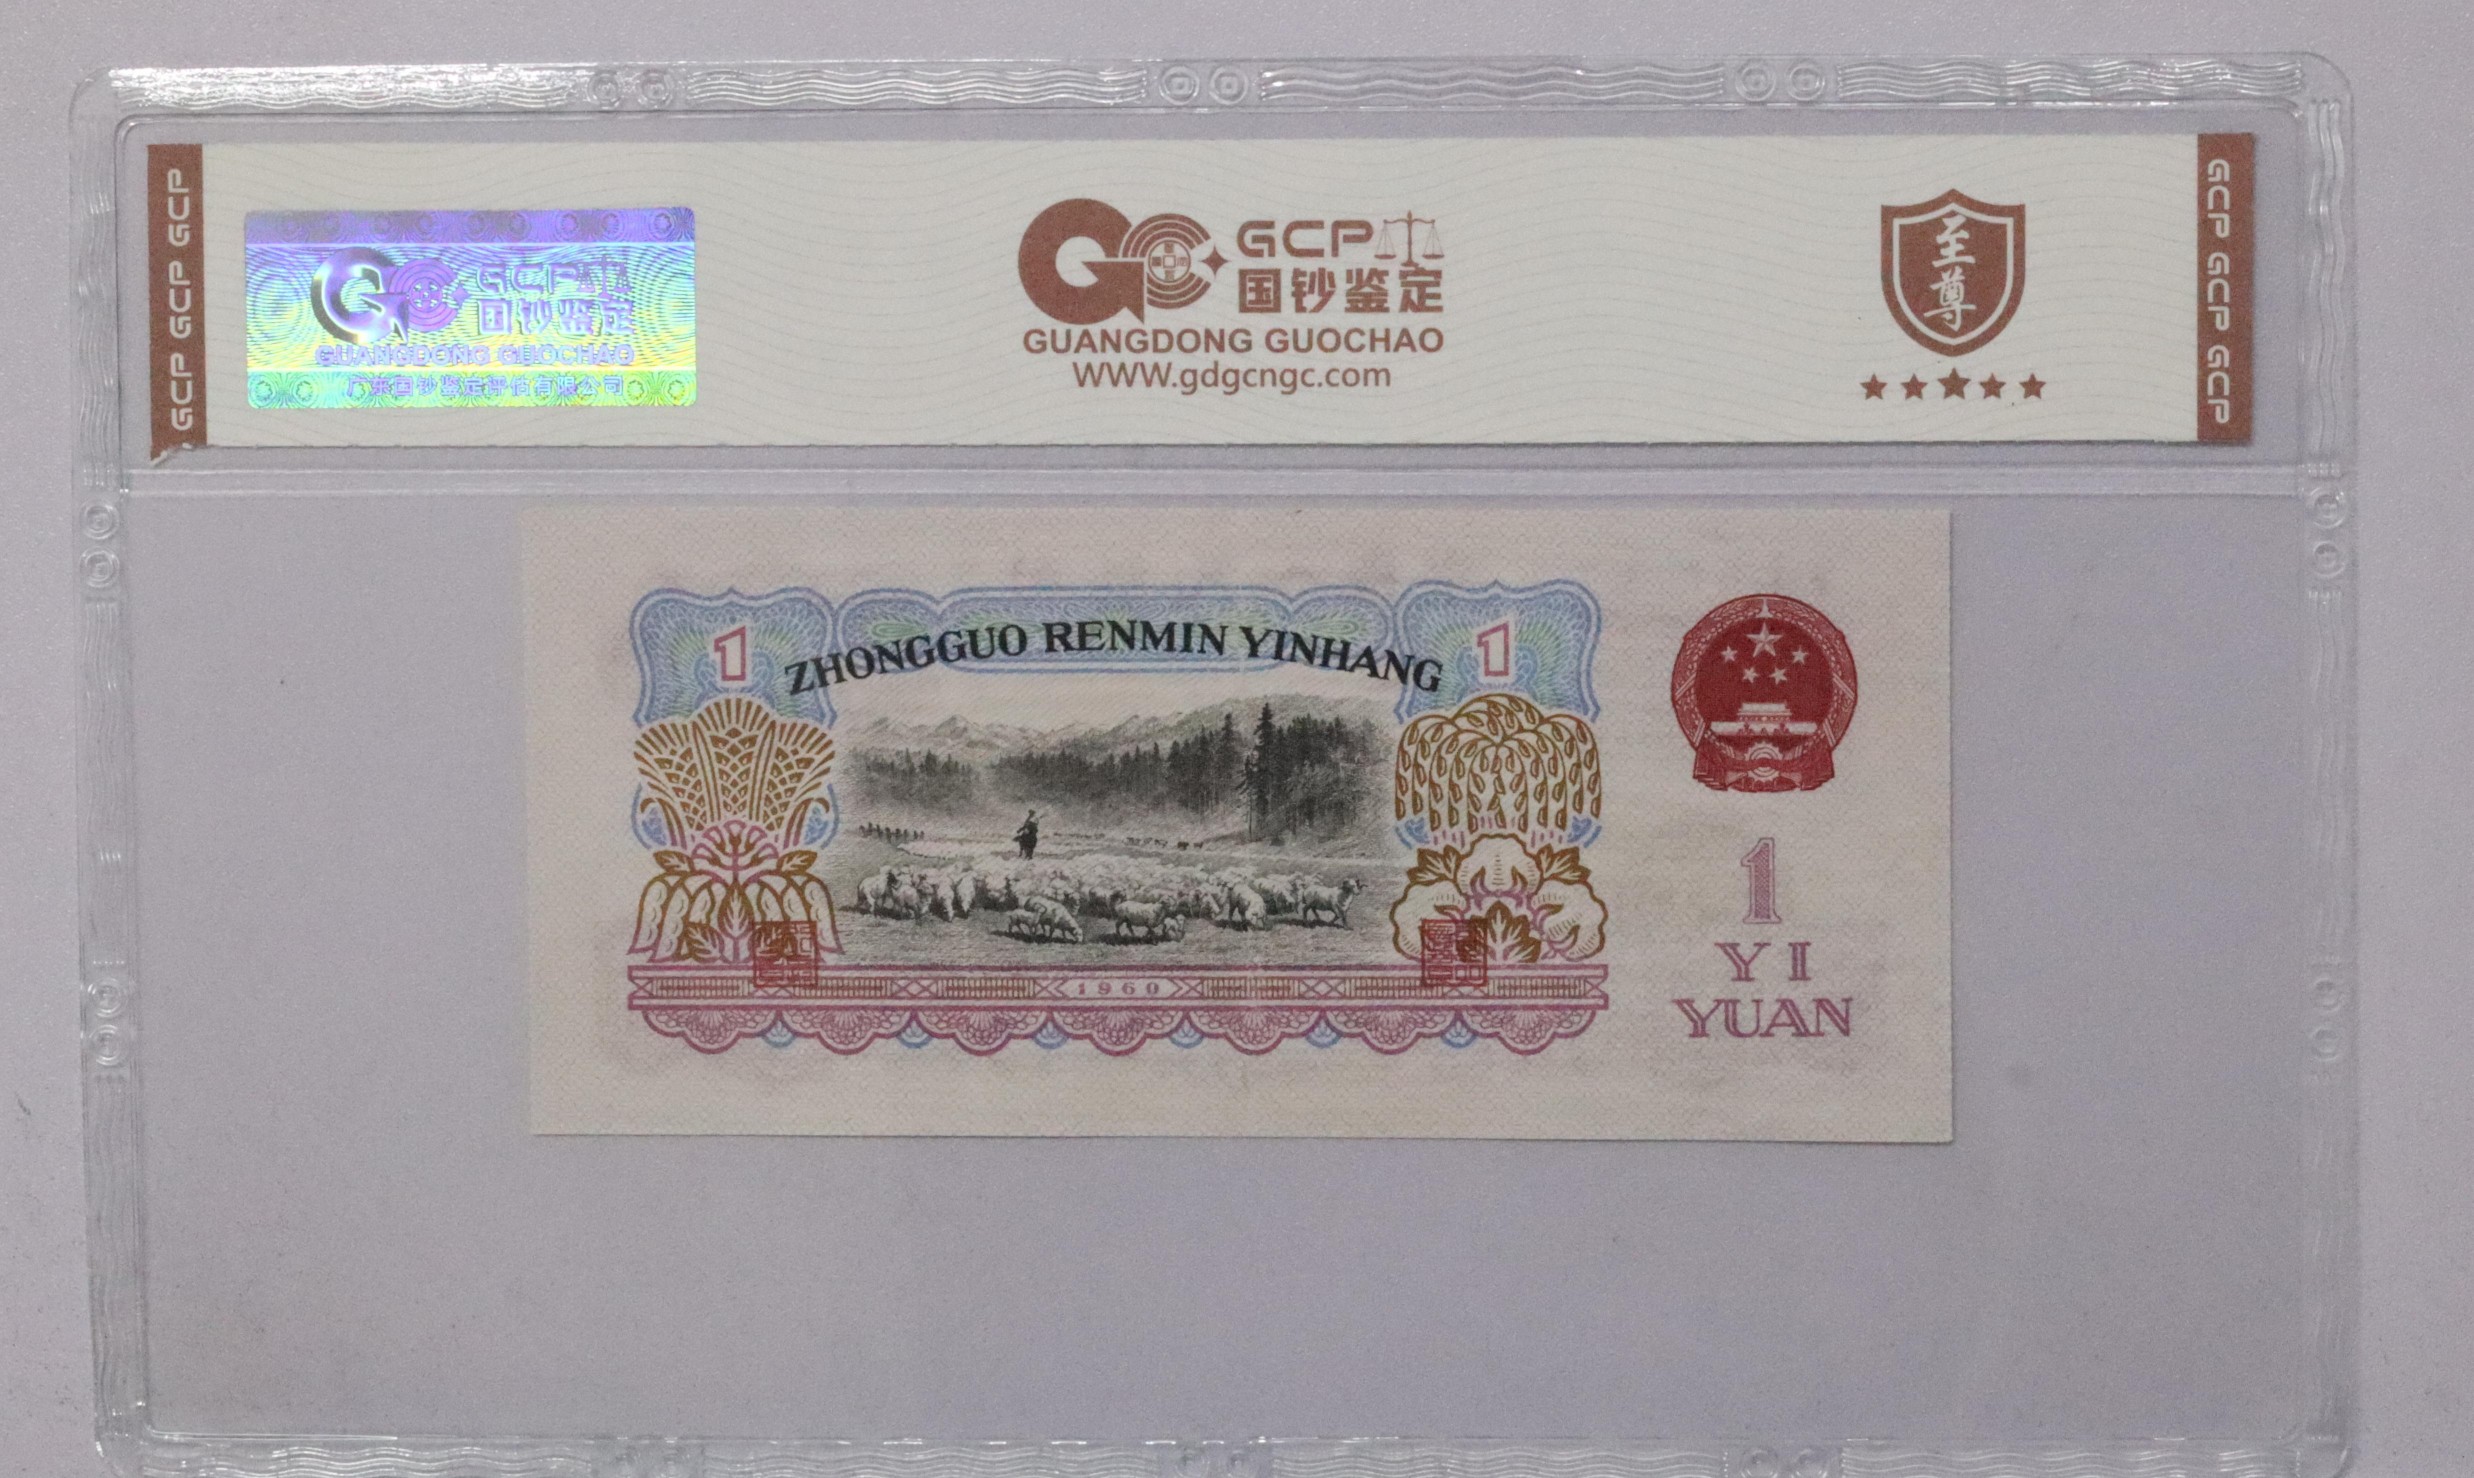 GCP GCP GCP
GCP
国钞鉴定
GUANGDONG GUOCHAO
广东国钞鉴定评估有限公司
GCP
国钞鉴定
GUANGDONG GUOCHAO
www.gdgcngc.com
至尊
GCP GCP GCP
1
ZHONGGUO RENMIN YINHANG
1
1960
1
YI
YUAN